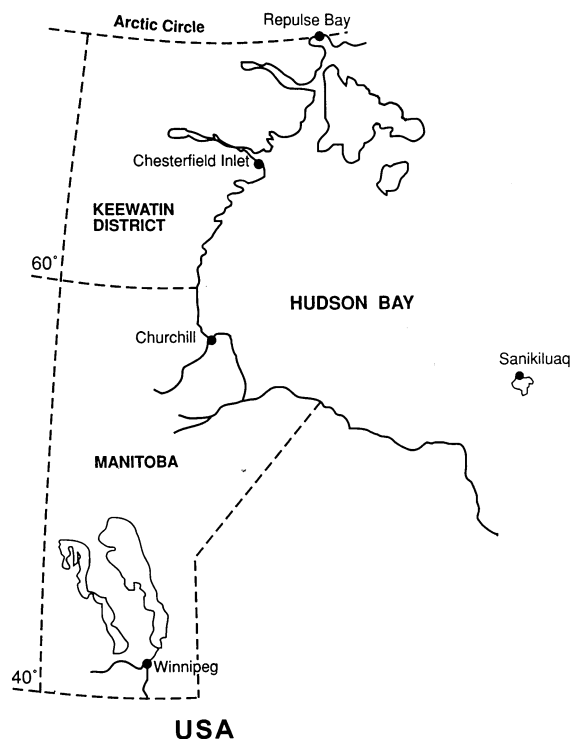 Repulse Bay
Arctic Circle
Chesterfield Inlet
KEEWATIN
DISTRICT
60°
HUDSON BAY
Churchill
Sanikiluaq
MANITOBA
40°
Winnipeg
USA